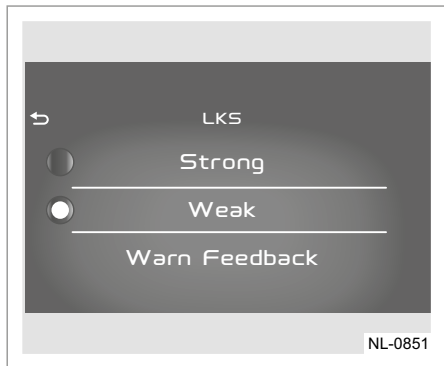 LKS
Strong
Weak
Warn Feedback
NL-0851